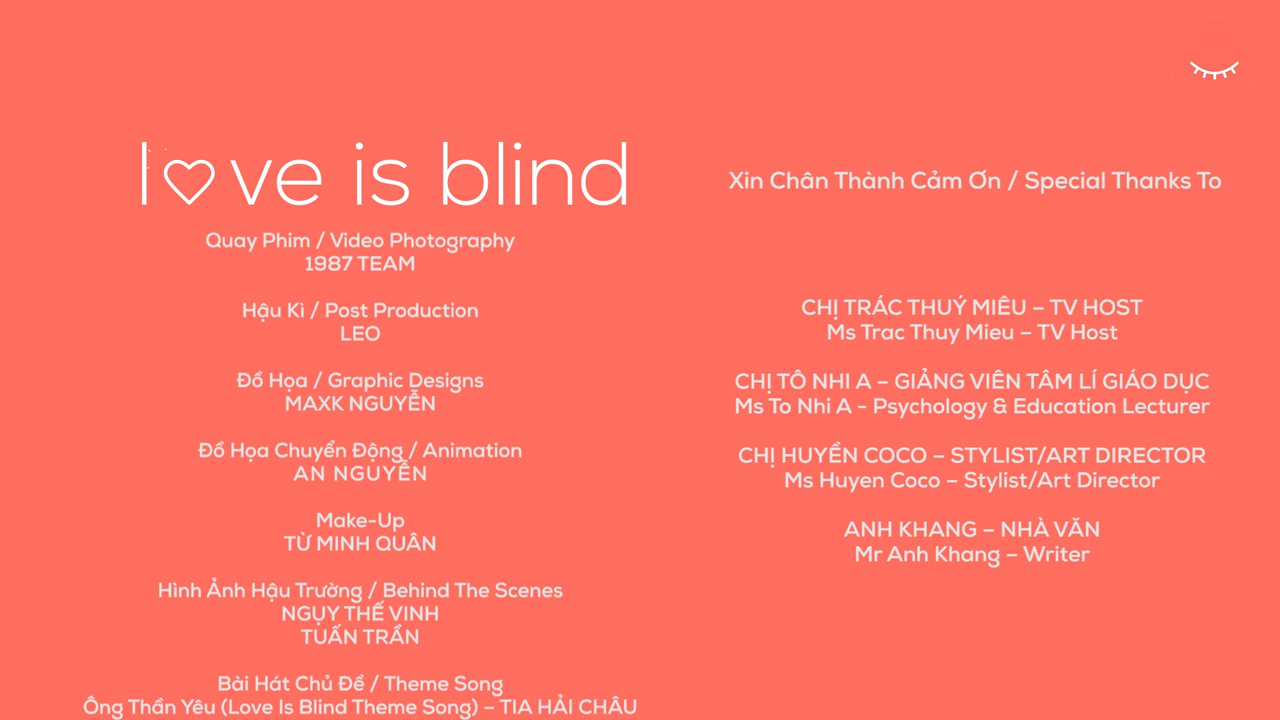 love is blind
Quay Phim / Video Photography
1987 TEAM
Hậu Kì / Post Production
LEO
Đồ Họa / Graphic Designs
MAXK NGUYỄN
Đồ Họa Chuyển Động / Animation
AN NGUYỄN
Make-Up
TỪ MINH QUÂN
Hình Ảnh Hậu Trường / Behind The Scenes
NGỤY THẾ VINH
TUẤN TRẦN
Bài Hát Chủ Đề / Theme Song
Ông Thần Yêu (Love Is Blind Theme Song) – TIA HẢI CHÂU
Xin Chân Thành Cảm Ơn / Special Thanks To
CHỊ TRÁC THUÝ MIÊU – TV HOST
Ms Trac Thuy Mieu – TV Host
CHỊ TÔ NHI A – GIẢNG VIÊN TÂM LÍ GIÁO DỤC
Ms To Nhi A - Psychology & Education Lecturer
CHỊ HUYỀN COCO – STYLIST/ART DIRECTOR
Ms Huyen Coco – Stylist/Art Director
ANH KHANG – NHÀ VĂN
Mr Anh Khang – Writer